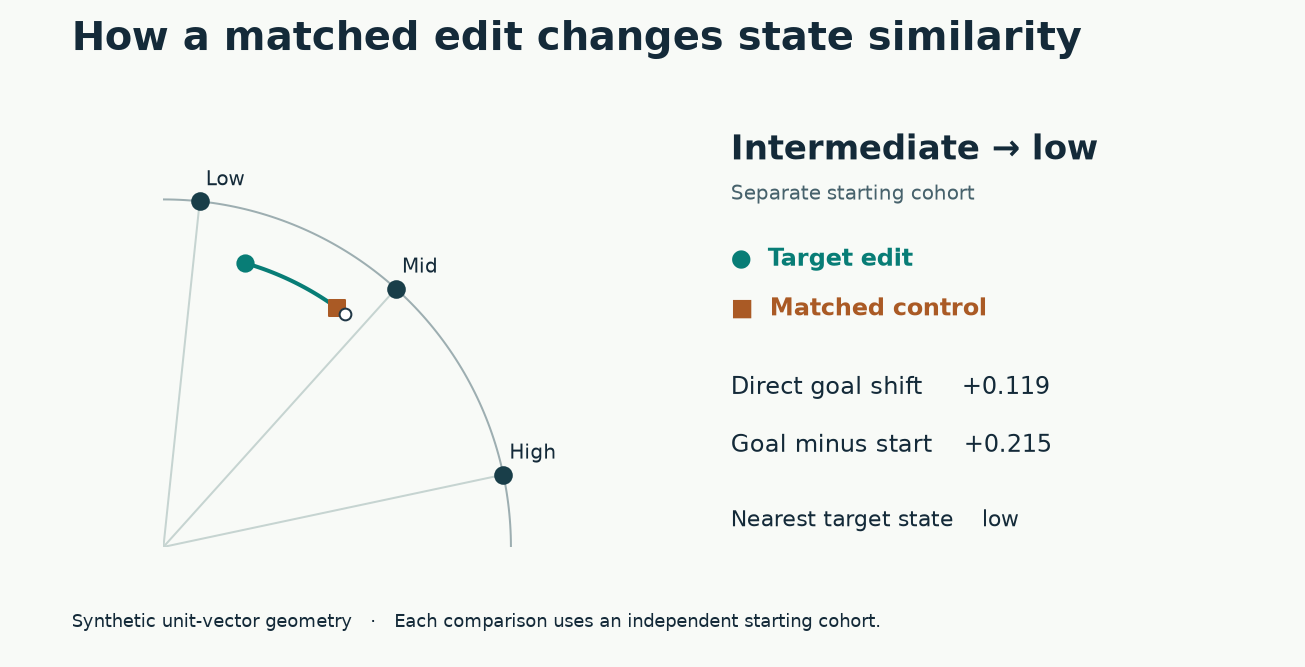 How a matched edit changes state similarity
Intermediate → low
Separate starting cohort
Low
Mid
High
Target edit
Matched control
Direct goal shift +0.119
Goal minus start +0.215
Nearest target state low
Synthetic unit-vector geometry · Each comparison uses an independent starting cohort.